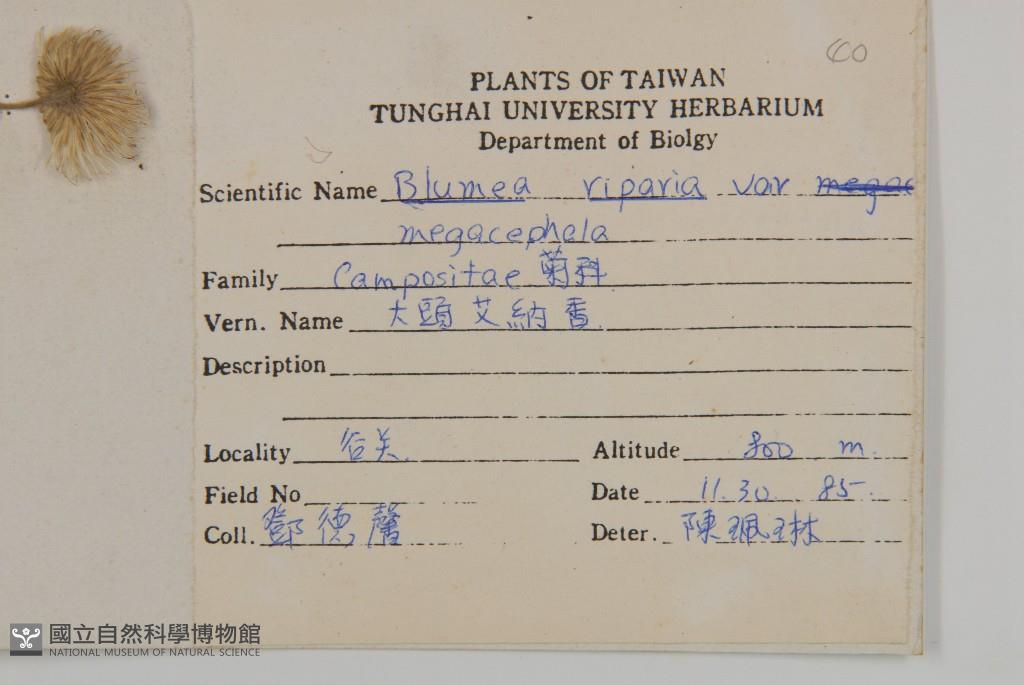 60
PLANTS OF TAIWAN
TUNGHAI UNIVERSITY HERBARIUM
Department of Biolgy
Scientific Name Blumea riparia var megac
megacephala
Family Compositae 菊科
Vern. Name 大頭艾納香
Description
Locality 谷关 Altitude 800 m.
Field No Date 11.30 85.
Coll. 鄧德馨 Deter. 陳珮琳
國立自然科學博物館
NATIONAL MUSEUM OF NATURAL SCIENCE